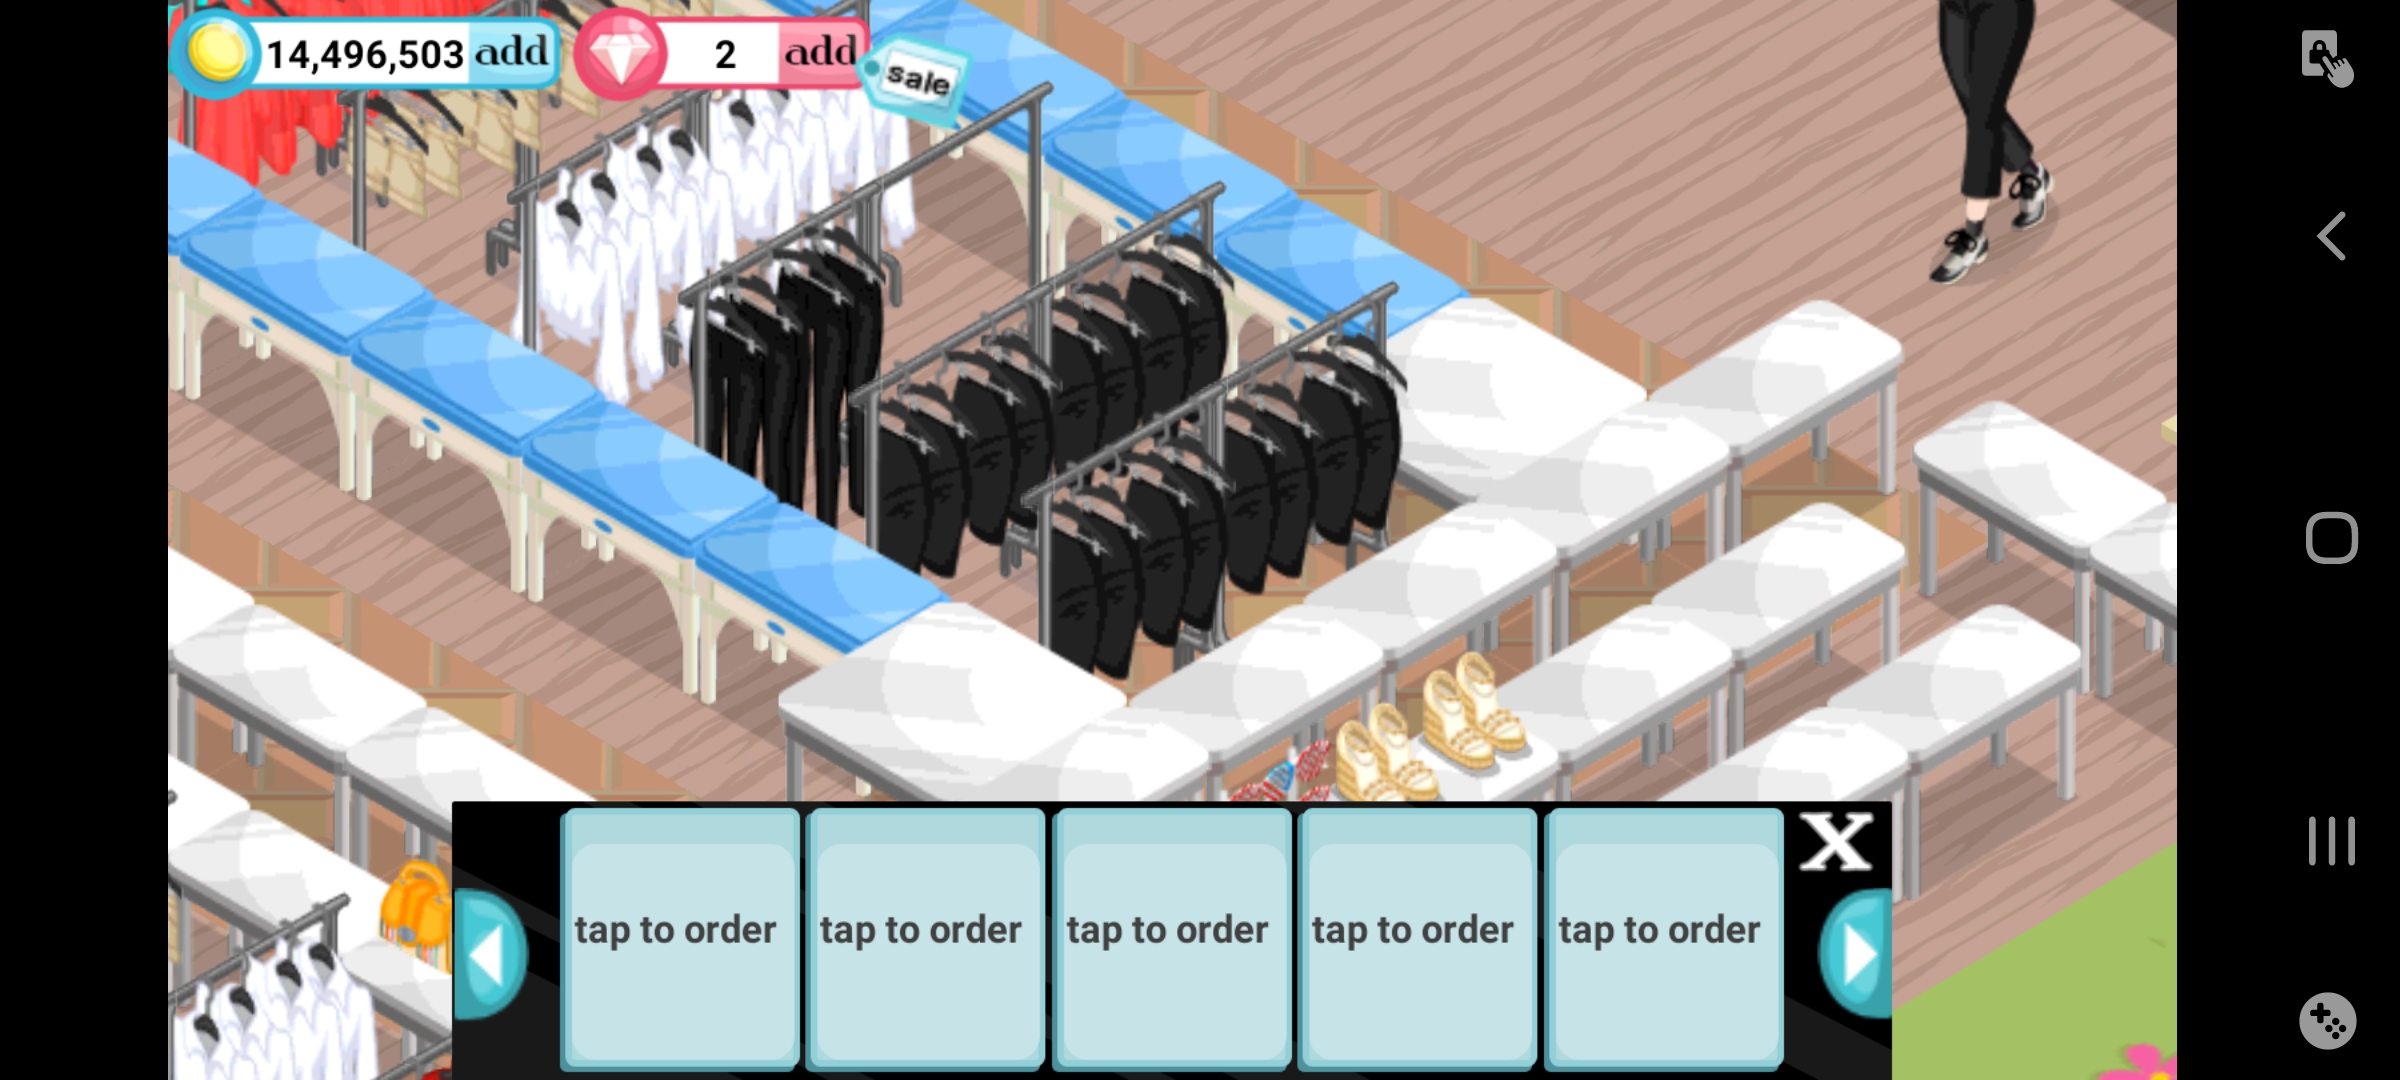 14,496,503 add
2 add
sale
tap to order
tap to order
tap to order
tap to order
tap to order
X